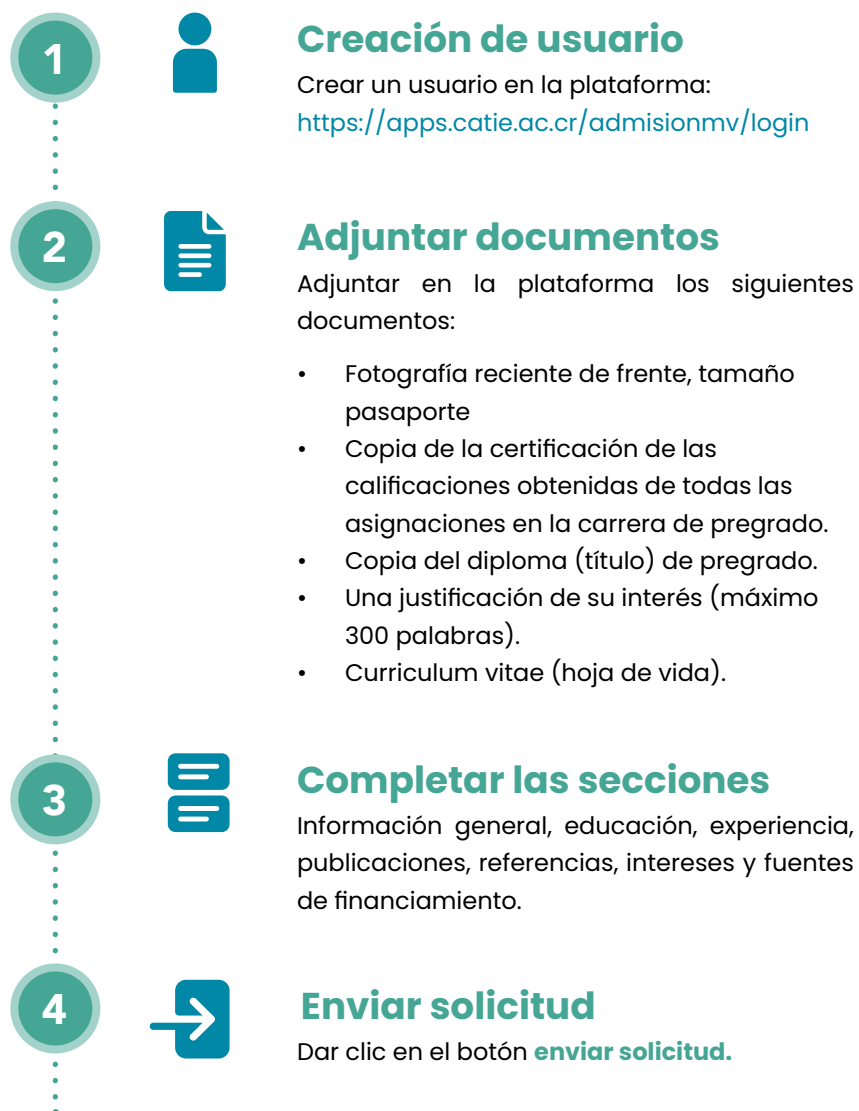 1
Creación de usuario
Crear un usuario en la plataforma:
https://apps.catie.ac.cr/admisionmv/login
2
Adjuntar documentos
Adjuntar en la plataforma los siguientes
documentos:
• Fotografía reciente de frente, tamaño
pasaporte
• Copia de la certificación de las
calificaciones obtenidas de todas las
asignaciones en la carrera de pregrado.
• Copia del diploma (título) de pregrado.
• Una justificación de su interés (máximo
300 palabras).
• Curriculum vitae (hoja de vida).
3
Completar las secciones
Información general, educación, experiencia,
publicaciones, referencias, intereses y fuentes
de financiamiento.
4
Enviar solicitud
Dar clic en el botón enviar solicitud.